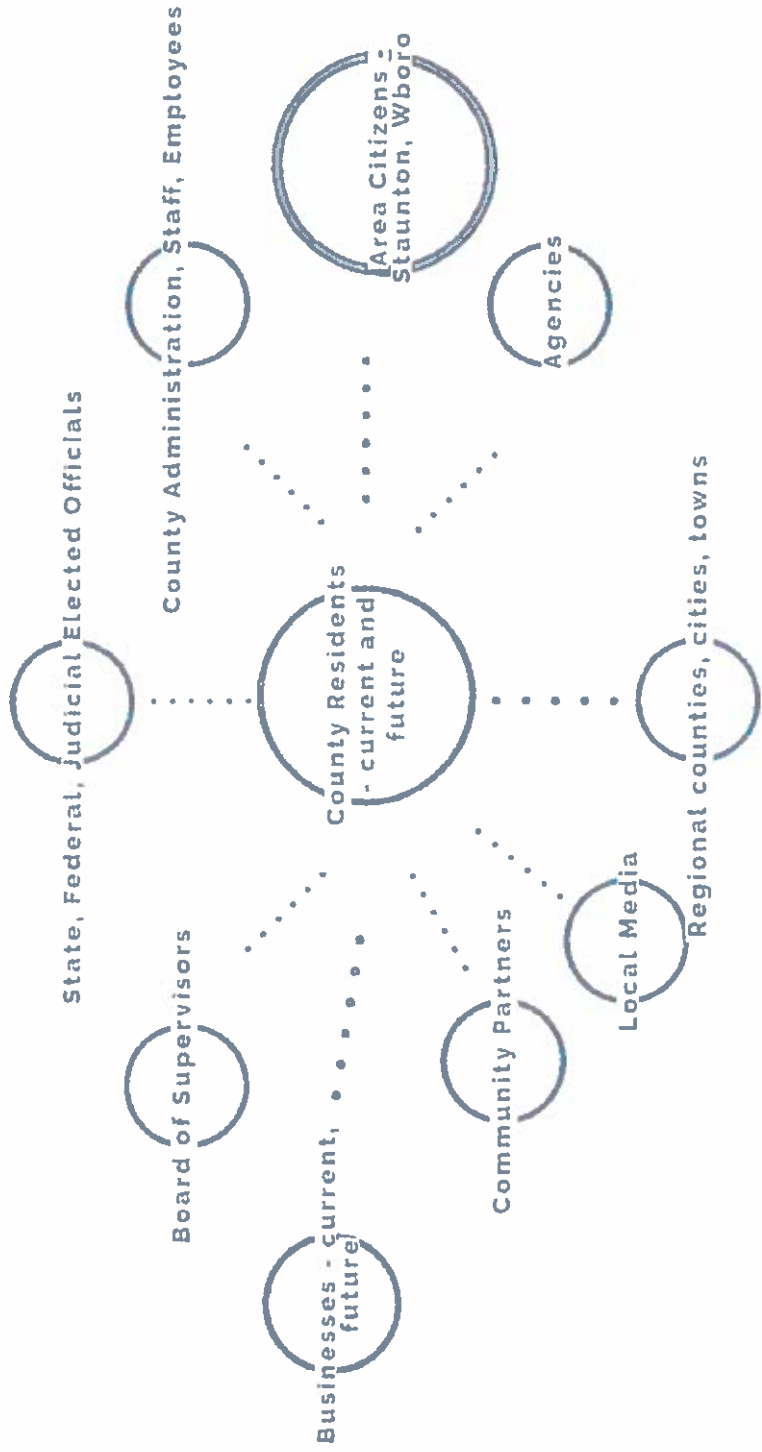 State, Federal, Judicial Elected Officials
Board of Supervisors
County Administration, Staff, Employees
Businesses - current,
future
County Residents
- current and
future
Area Citizens -
Staunton, Wboro
Community Partners
Agencies
Local Media
Regional counties, cities, towns